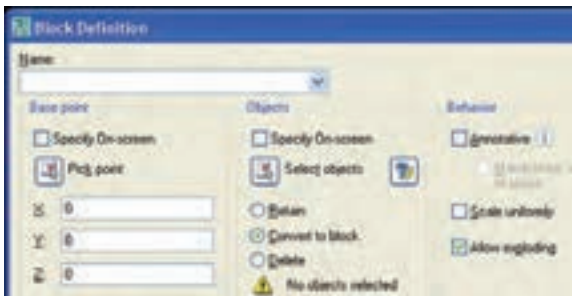 Block Definition
Name:
Base point
Specify On-screen
Pick point
X: 0
Y: 0
Z: 0
Objects
Specify On-screen
Select objects
Retain
Convert to block
Delete
No objects selected
Behavior
Annotative
Scale uniformly
Allow exploding